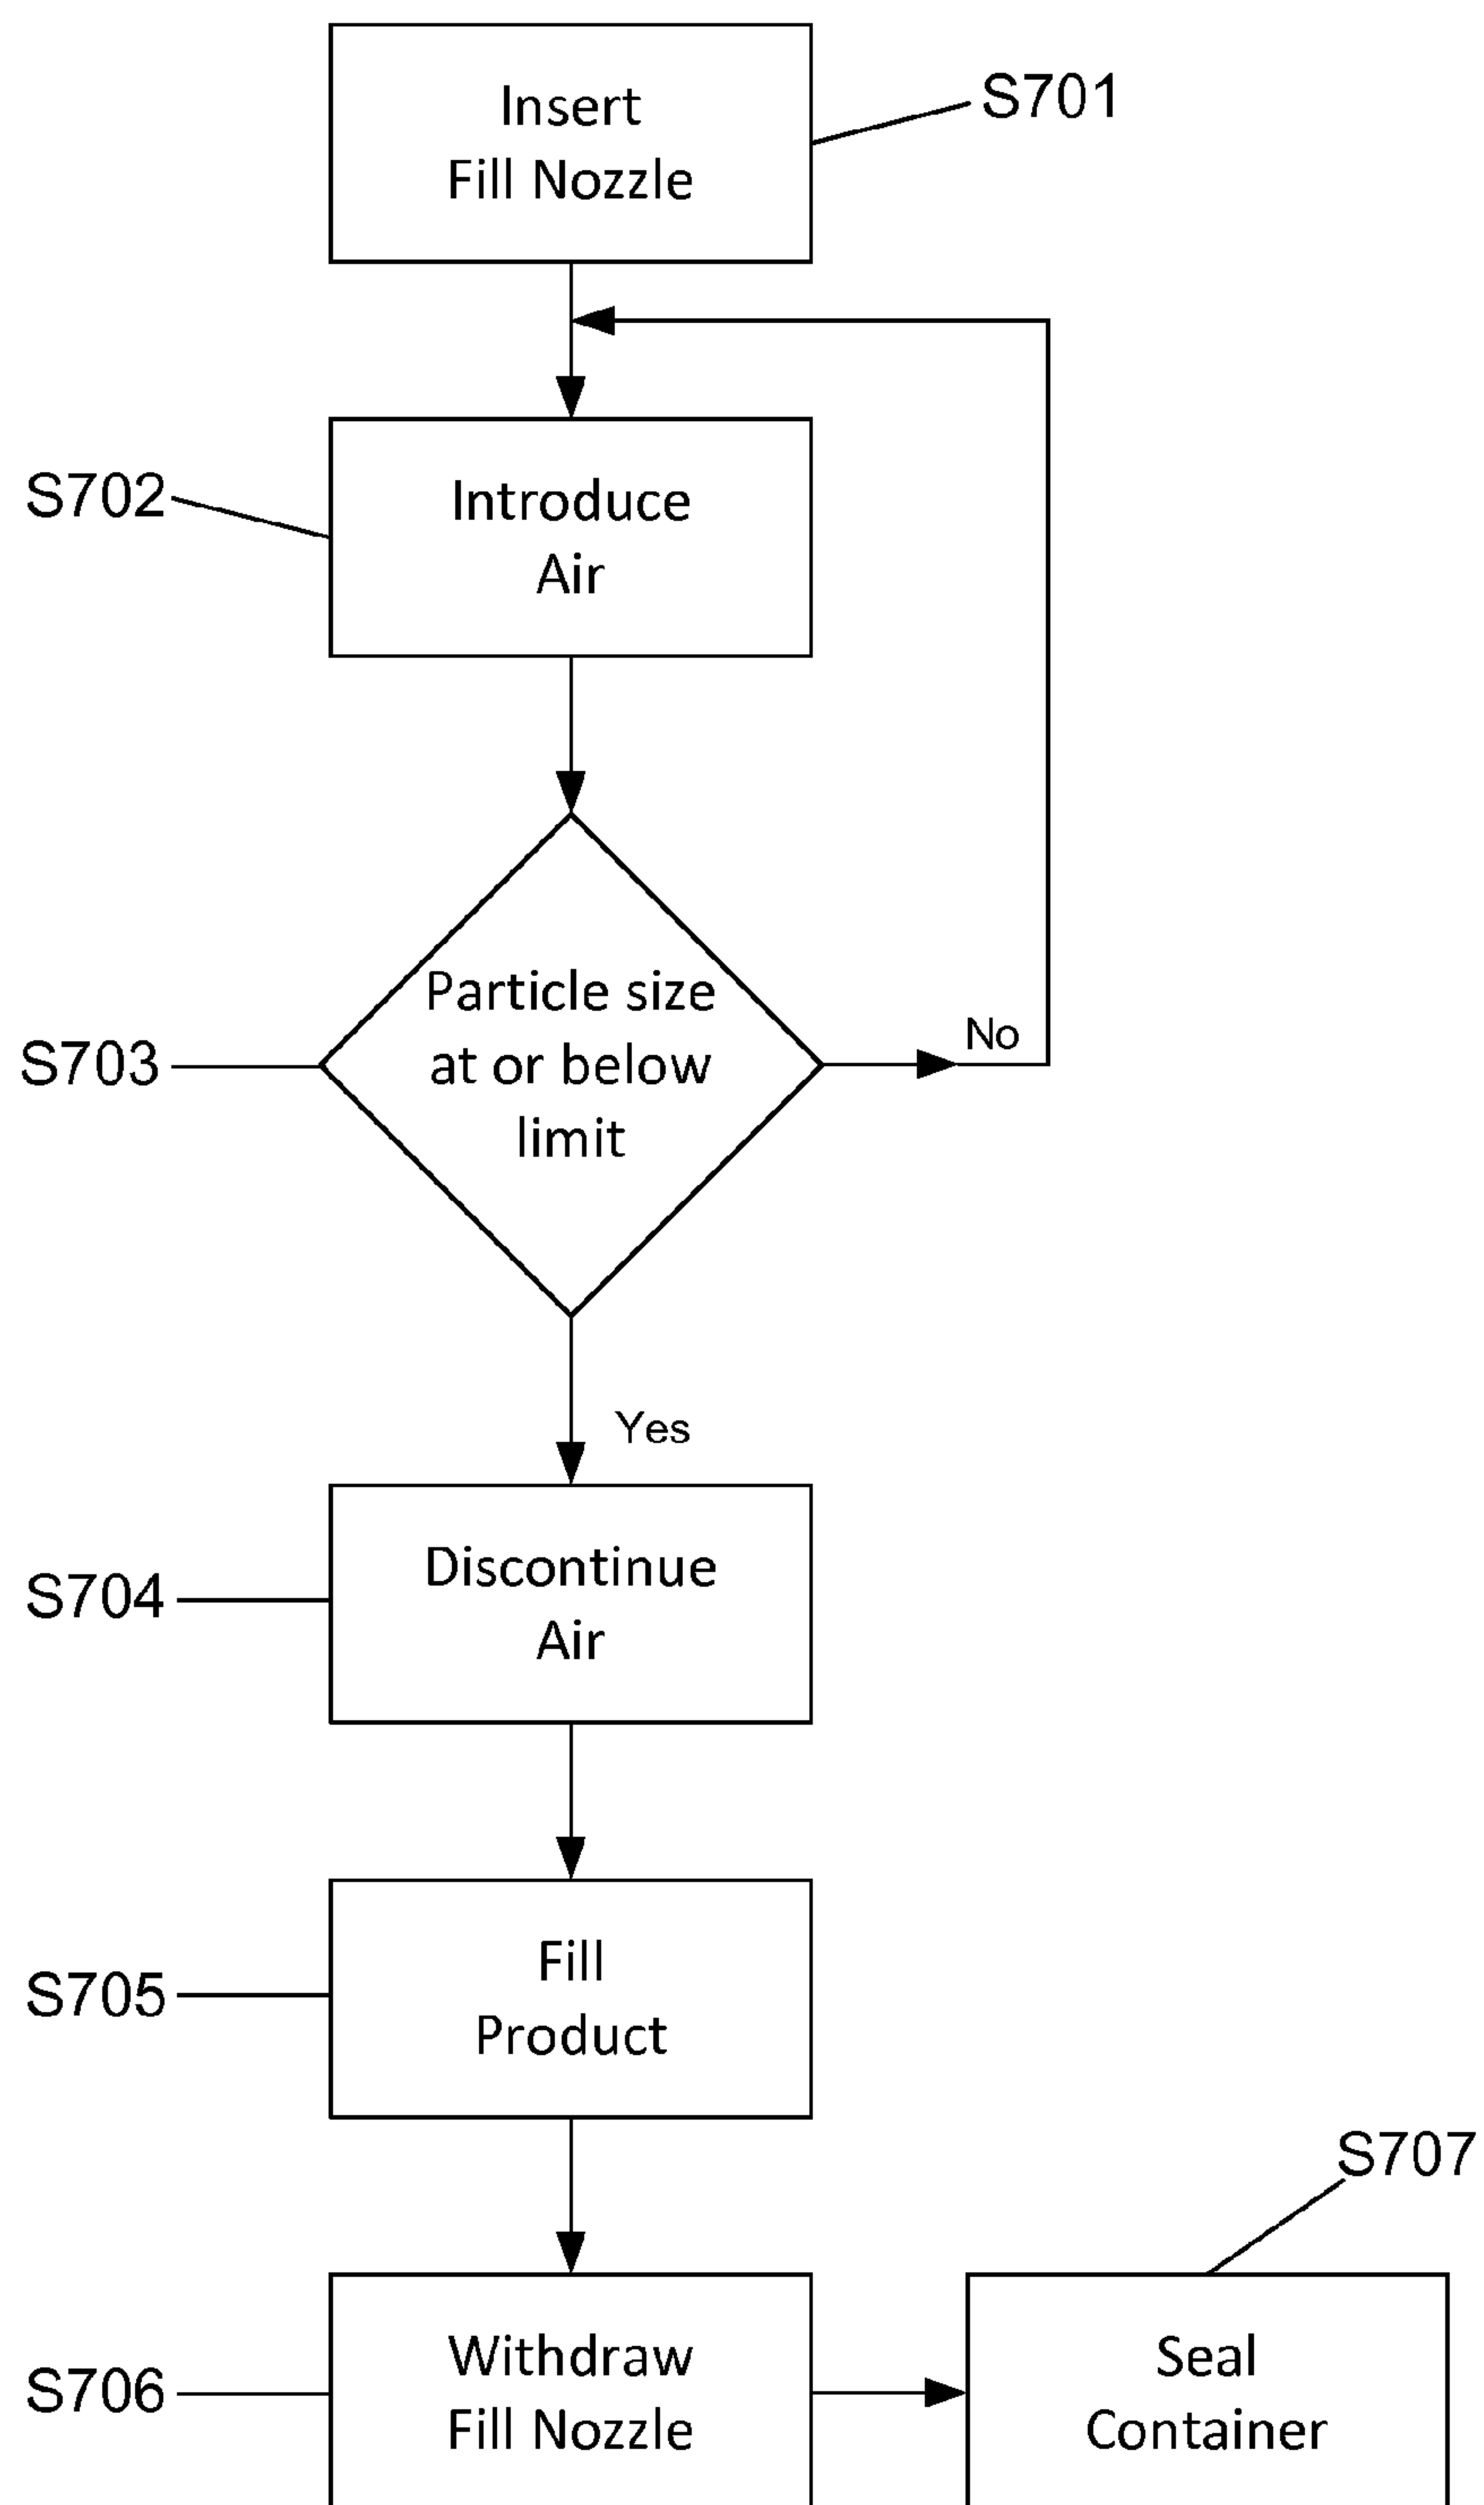 Insert
Fill Nozzle
S701
S702
Introduce
Air
S703
Particle size
at or below
limit
No
Yes
S704
Discontinue
Air
S705
Fill
Product
S707
S706
Withdraw
Fill Nozzle
Seal
Container